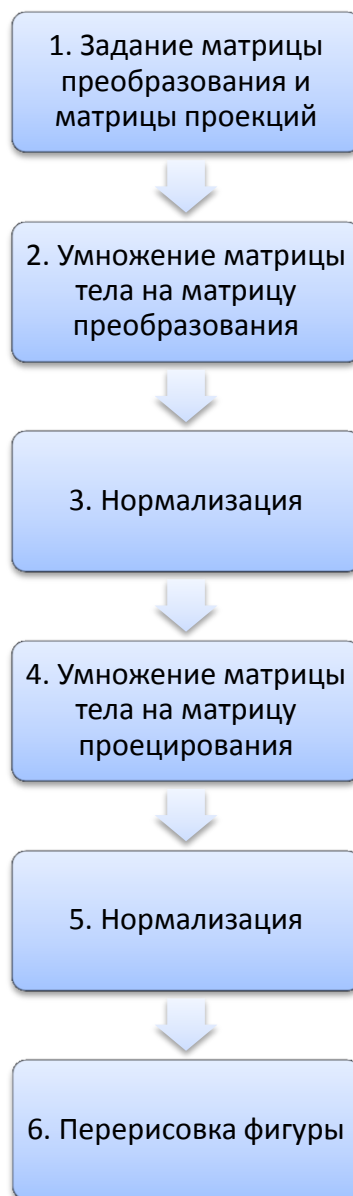 1. Задание матрицы
преобразования и
матрицы проекций
2. Умножение матрицы
тела на матрицу
преобразования
3. Нормализация
4. Умножение матрицы
тела на матрицу
проецирования
5. Нормализация
6. Перерисовка фигуры